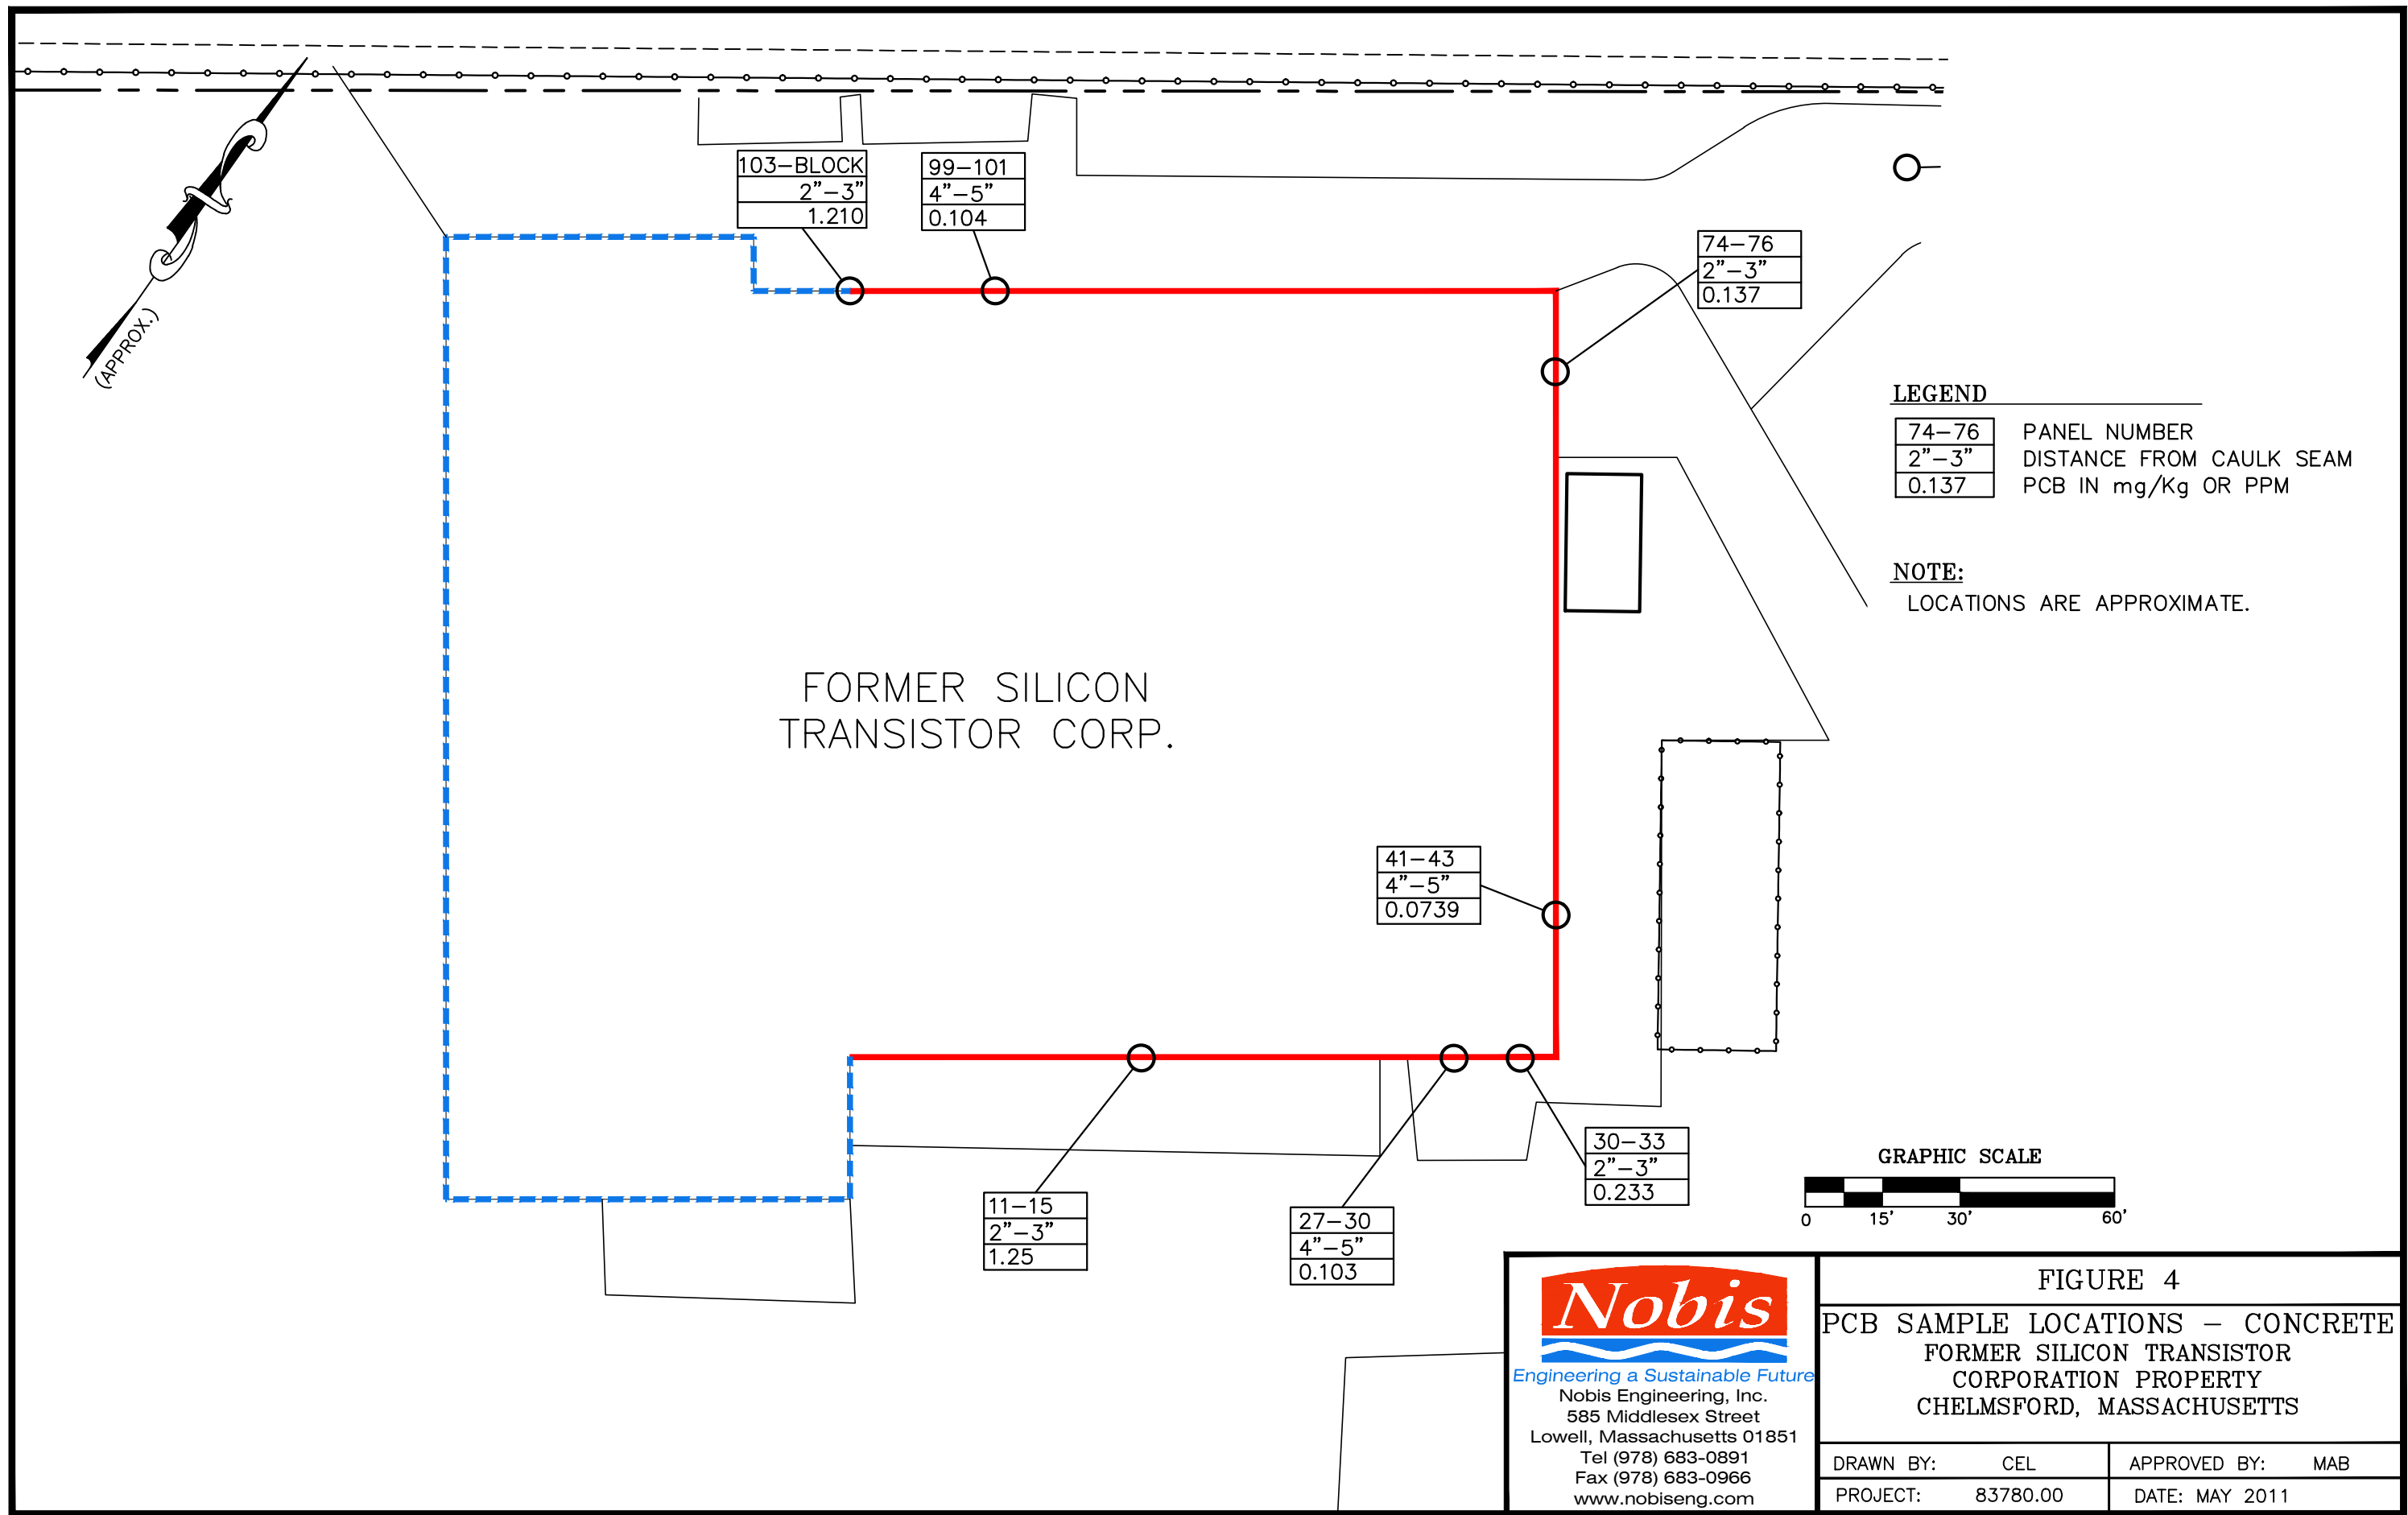 (APPROX.)
103-BLOCK
2"-3"
1.210
99-101
4"-5"
0.104
74-76
2"-3"
0.137
LEGEND
74-76 PANEL NUMBER
2"-3" DISTANCE FROM CAULK SEAM
0.137 PCB IN mg/Kg OR PPM
NOTE:
LOCATIONS ARE APPROXIMATE.
FORMER SILICON
TRANSISTOR CORP.
41-43
4"-5"
0.0739
11-15
2"-3"
1.25
27-30
4"-5"
0.103
30-33
2"-3"
0.233
GRAPHIC SCALE
0 15' 30' 60'
Nobis
Engineering a Sustainable Future
Nobis Engineering, Inc.
585 Middlesex Street
Lowell, Massachusetts 01851
Tel (978) 683-0891
Fax (978) 683-0966
www.nobiseng.com
FIGURE 4
PCB SAMPLE LOCATIONS - CONCRETE
FORMER SILICON TRANSISTOR
CORPORATION PROPERTY
CHELMSFORD, MASSACHUSETTS
DRAWN BY: CEL APPROVED BY: MAB
PROJECT: 83780.00 DATE: MAY 2011